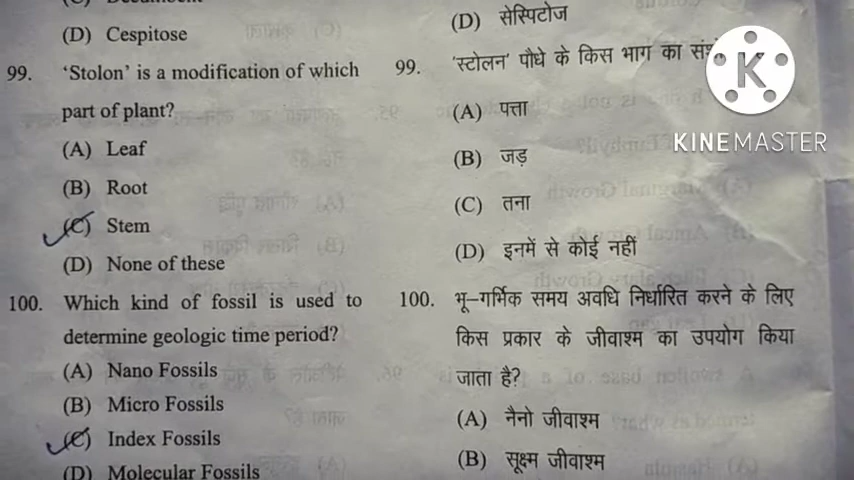 (D) Cespitose
99. 'Stolon' is a modification of which
part of plant?
(A) Leaf
(B) Root
(C) Stem
(D) None of these
100. Which kind of fossil is used to
determine geologic time period?
(A) Nano Fossils
(B) Micro Fossils
(C) Index Fossils
(D) Molecular Fossils
(D) सेस्पिटोज
99. 'स्टोलन' पौधे के किस भाग का
(A) पत्ता
(B) जड़
(C) तना
(D) इनमें से कोई नहीं
100. भू-गर्भिक समय अवधि निर्धारित करने के लिए
किस प्रकार के जीवाश्म का उपयोग किया
जाता है?
(A) नैनो जीवाश्म
(B) सूक्ष्म जीवाश्म
K
KINEMASTER